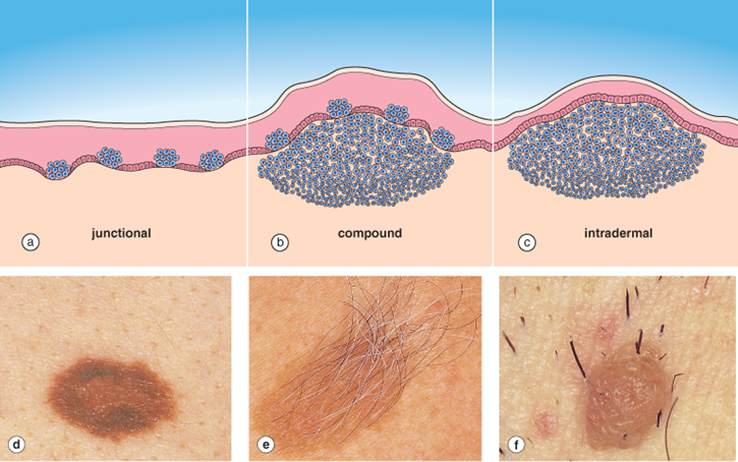 junctional
compound
intradermal
a
b
c
d
e
f